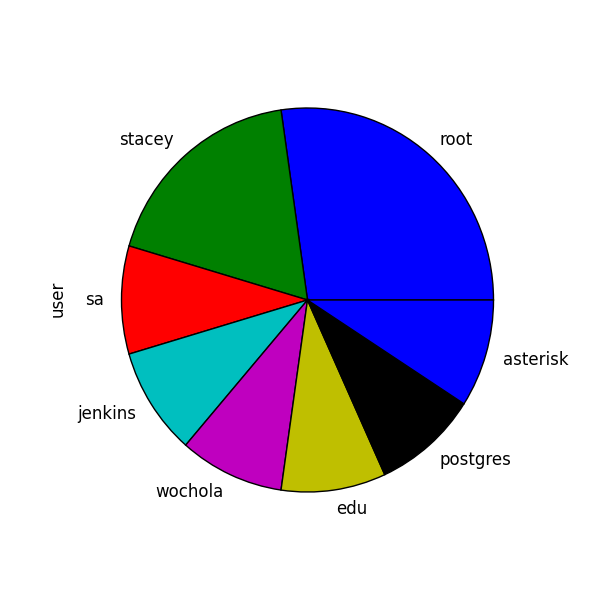 root
stacey
user
sa
asterisk
jenkins
postgres
wochola
edu